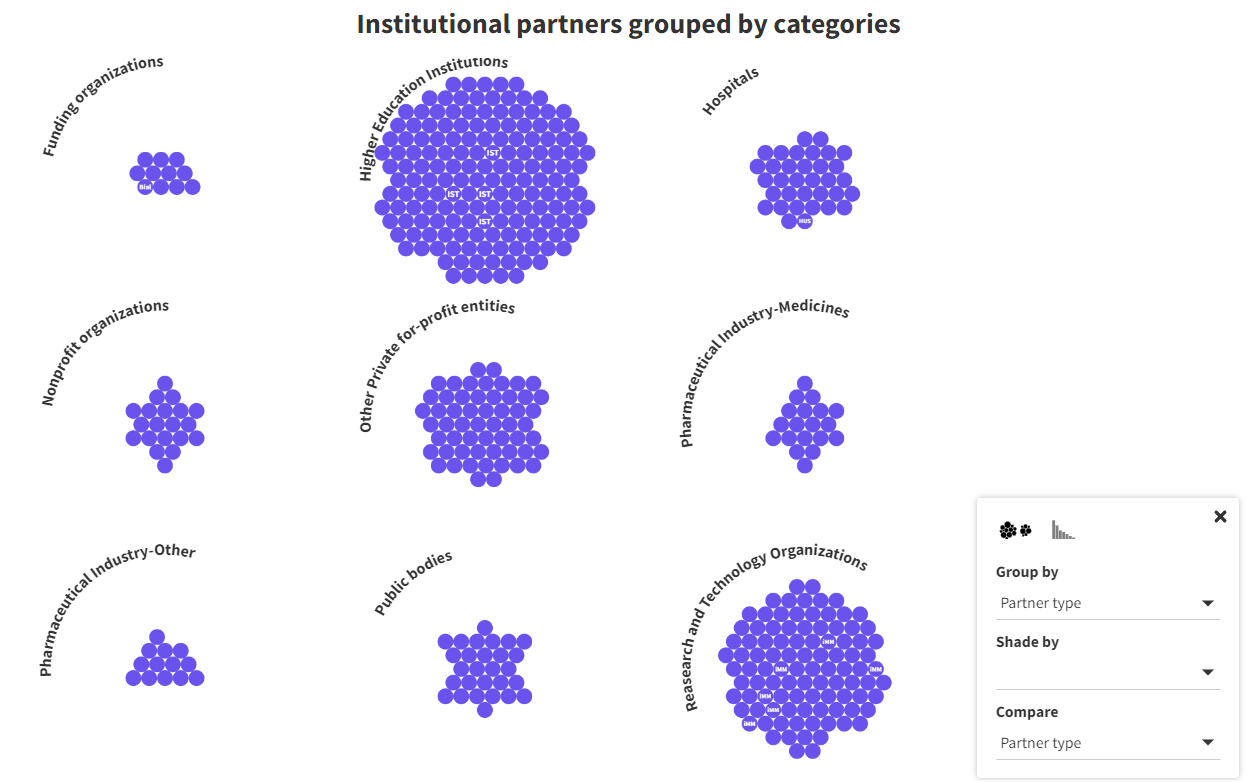 Institutional partners grouped by categories
Funding organizations
Higher Education Institutions
Hospitals
Bial
IST
IST IST
IST
HUS
Nonprofit organizations
Other Private for-profit entities
Pharmaceutical Industry-Medicines
Pharmaceutical Industry-Other
Public bodies
Reasearch and Technology Organizations
iMM
iMM iMM
iMM
iMM
iMM
Group by
Partner type
Shade by
Compare
Partner type